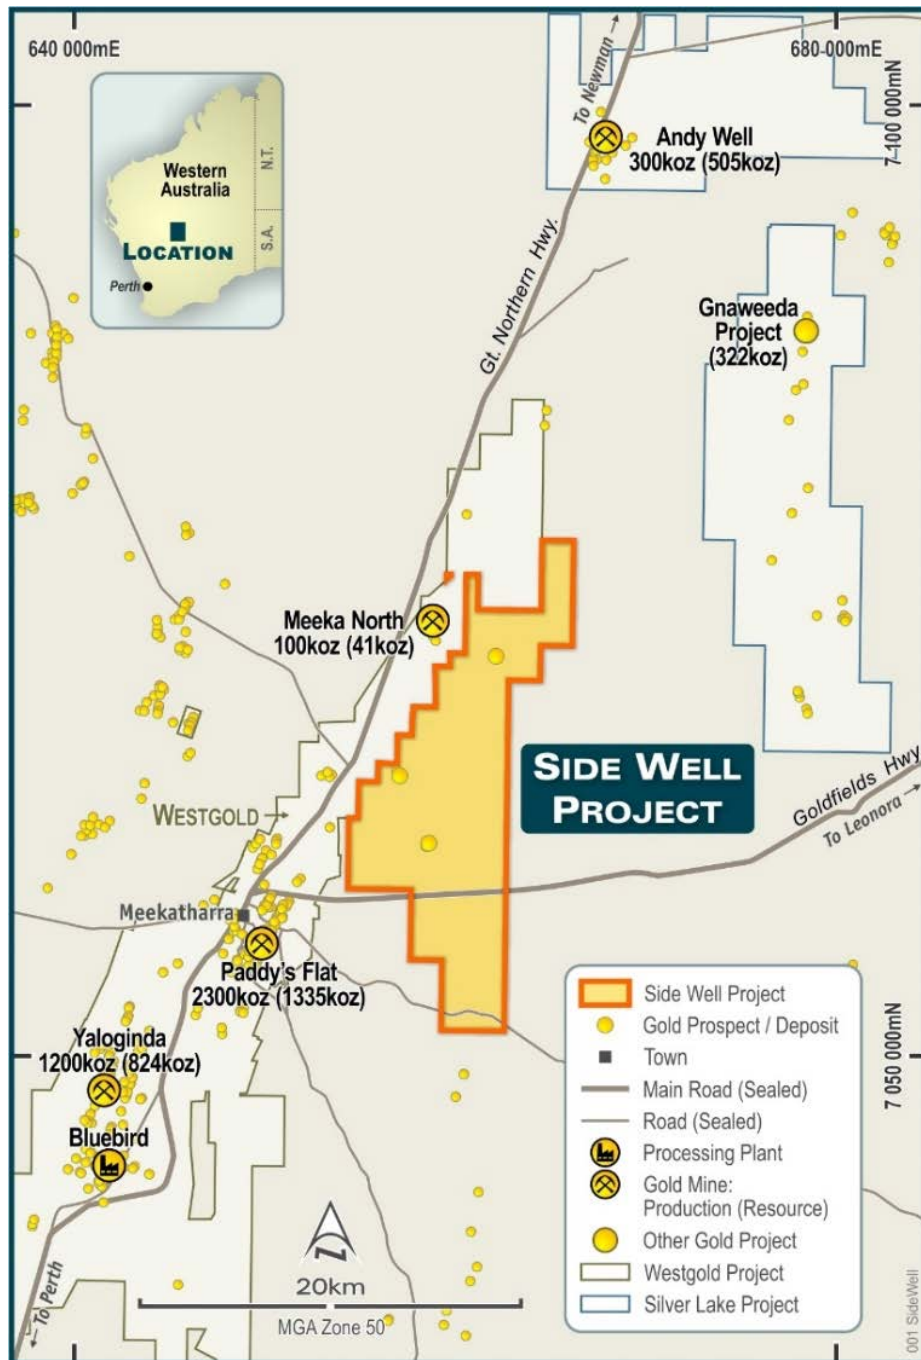 640 000mE
680 000mE
To Newman →
7 100 000mN
Andy Well
300koz (505koz)
Western
Australia
N.T.
S.A.
LOCATION
Perth
Gt. Northern Hwy.
Gnaweeda
Project
(322koz)
Meeka North
100koz (41koz)
SIDE WELL
PROJECT
WESTGOLD →
Goldfields Hwy
To Leonora →
Meekatharra
Paddy's Flat
2300koz (1335koz)
Yaloginda
1200koz (824koz)
Bluebird
7 050 000mN
Side Well Project
Gold Prospect / Deposit
Town
Main Road (Sealed)
Road (Sealed)
Processing Plant
Gold Mine:
Production (Resource)
Other Gold Project
Westgold Project
Silver Lake Project
N
20km
MGA Zone 50
← To Perth
001 SideWell